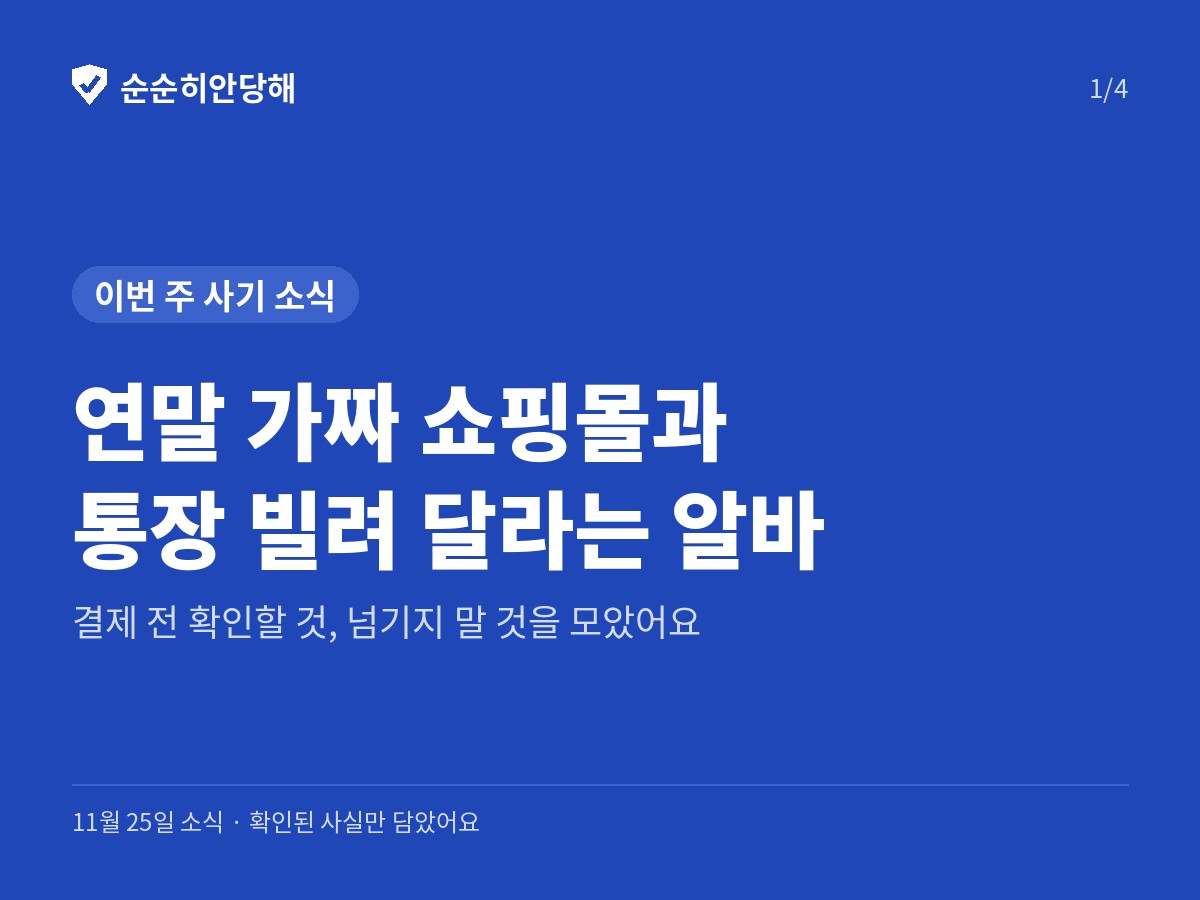 순순히안당해
1/4
이번 주 사기 소식
연말 가짜 쇼핑몰과
통장 빌려 달라는 알바
결제 전 확인할 것, 넘기지 말 것을 모았어요
11월 25일 소식 · 확인된 사실만 담았어요